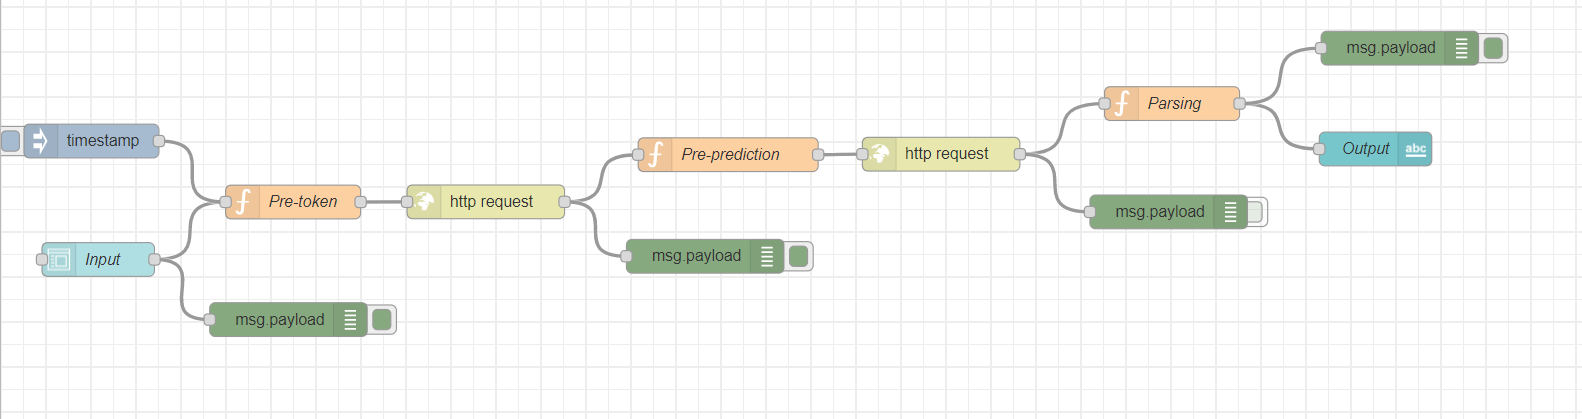 msg.payload
Parsing
timestamp
Output abc
Pre-prediction
http request
Pre-token
http request
msg.payload
Input
msg.payload
msg.payload